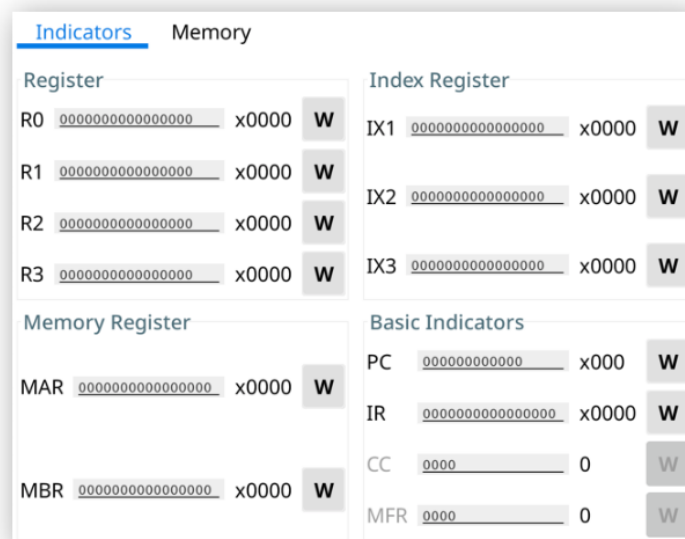 Indicators Memory
Register
R0 0000000000000000 x0000 W
R1 0000000000000000 x0000 W
R2 0000000000000000 x0000 W
R3 0000000000000000 x0000 W
Index Register
IX1 0000000000000000 x0000 W
IX2 0000000000000000 x0000 W
IX3 0000000000000000 x0000 W
Memory Register
MAR 0000000000000000 x0000 W
MBR 0000000000000000 x0000 W
Basic Indicators
PC 000000000000 x000 W
IR 0000000000000000 x0000 W
CC 0000 0 W
MFR 0000 0 W